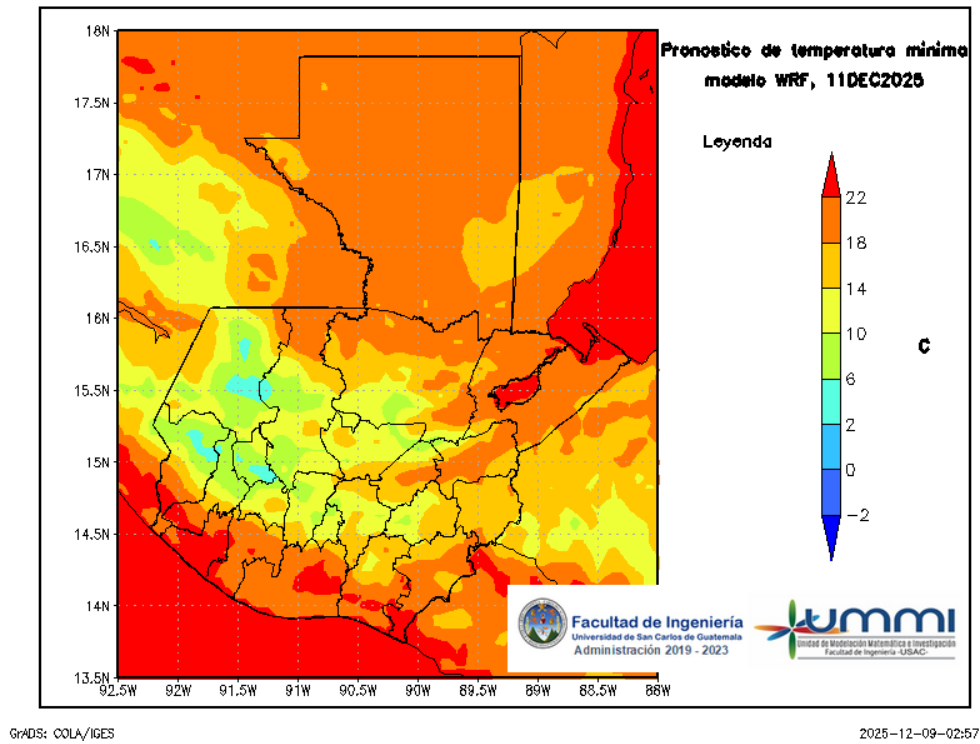 Pronostico de temperatura minima
modelo WRF, 11DEC2025
Leyenda
22
18
14
10
6
2
0
-2
C
18N
17.5N
17N
16.5N
16N
15.5N
15N
14.5N
14N
13.5N
92.5W 92W 91.5W 91W 90.5W 90W 89.5W 89W 88.5W 88W
Facultad de Ingeniería
Universidad de San Carlos de Guatemala
Administración 2019 - 2023
ummi
Unidad de Modelación Matemática e Investigación
Facultad de Ingeniería -USAC-
GrADS: COLA/IGES
2025-12-09-02:57